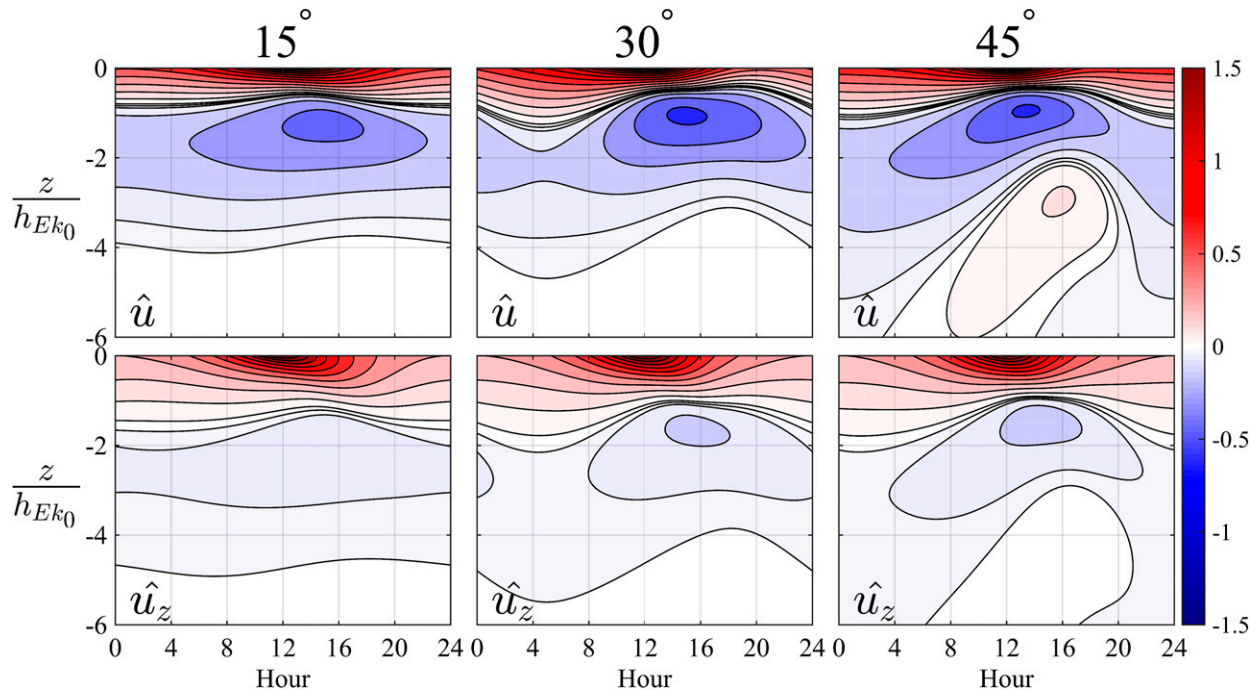 15° 30° 45°
0 1.5
-2 1
z/h_{Ek_0}
-4 0.5
û û û
-6
0 0
-2 -0.5
z/h_{Ek_0}
-4 -1
û_z û_z û_z
-6 -1.5
0 4 8 12 16 20 24 0 4 8 12 16 20 24 0 4 8 12 16 20 24
Hour Hour Hour